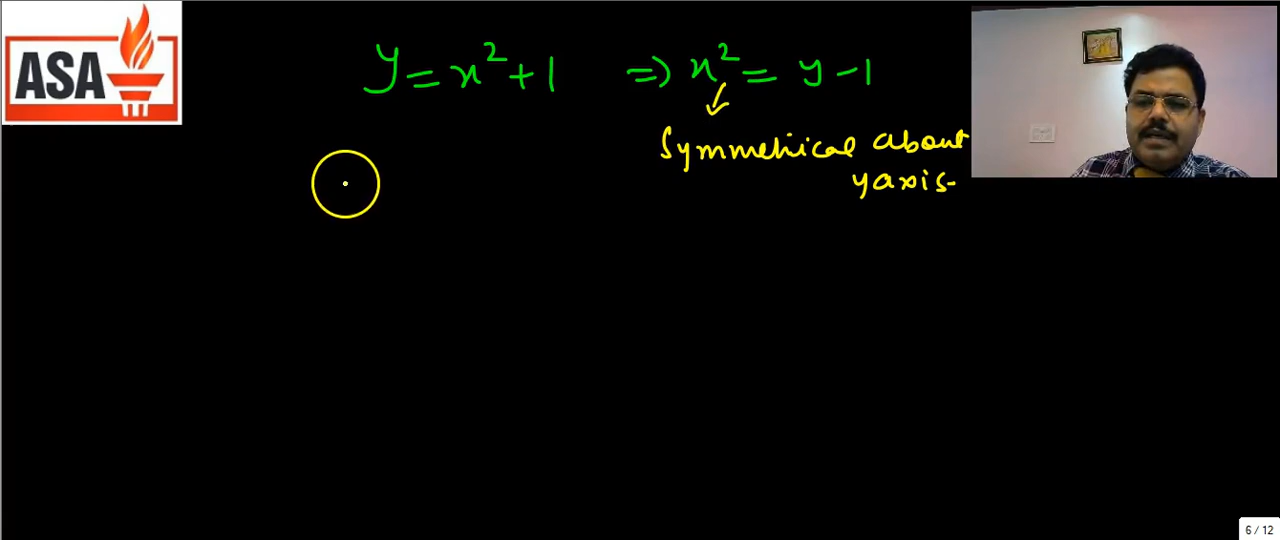 ASA
y = x² + 1 ⇒ x² = y - 1
Symmetrical about
y axis.
6 / 12